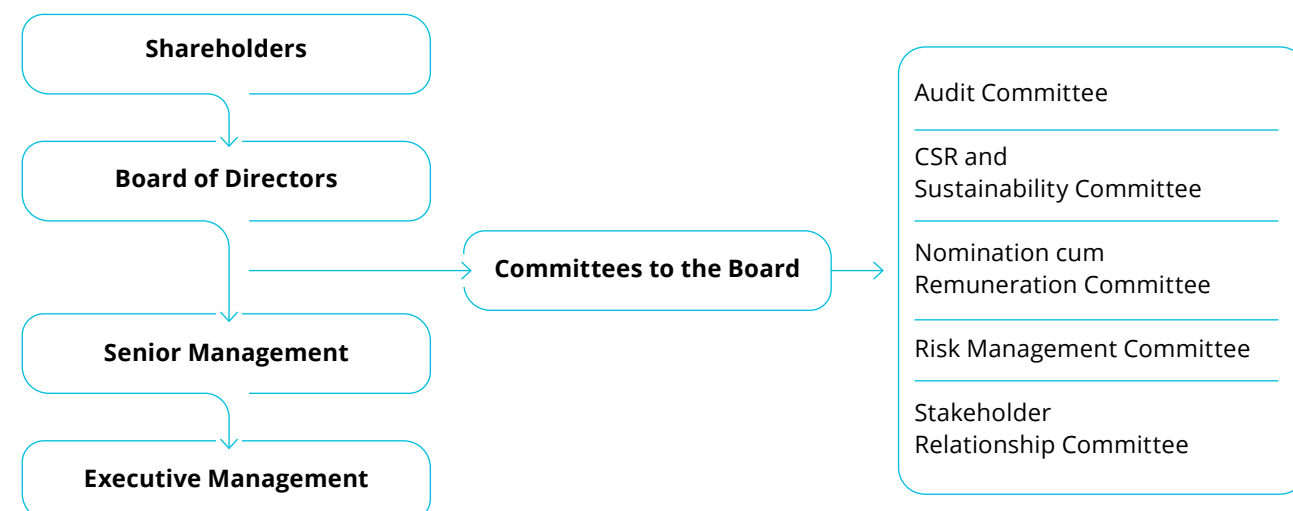 Shareholders
Board of Directors
Committees to the Board
Senior Management
Executive Management
Audit Committee
CSR and
Sustainability Committee
Nomination cum
Remuneration Committee
Risk Management Committee
Stakeholder
Relationship Committee